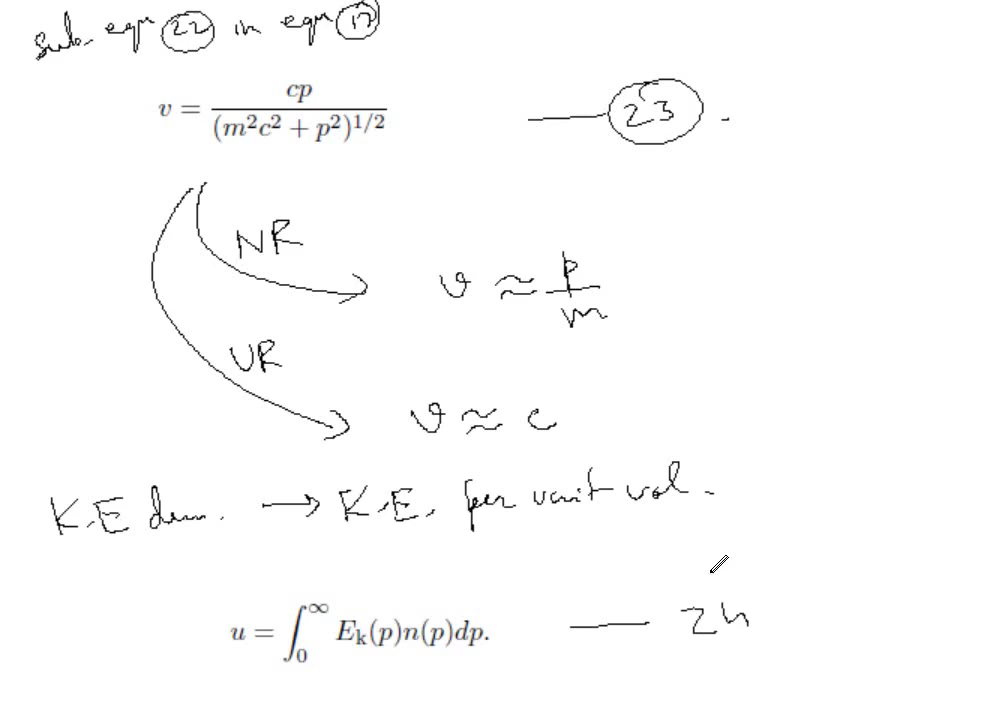 Sub eqn 22 in eqn 17
v = cp / (m²c² + p²)^{1/2} — 23.
NR
v ≈ p/m
UR
v ≈ c
K.E den. → K.E. per unit vol.
u = ∫₀^∞ E_k(p)n(p)dp. — 24